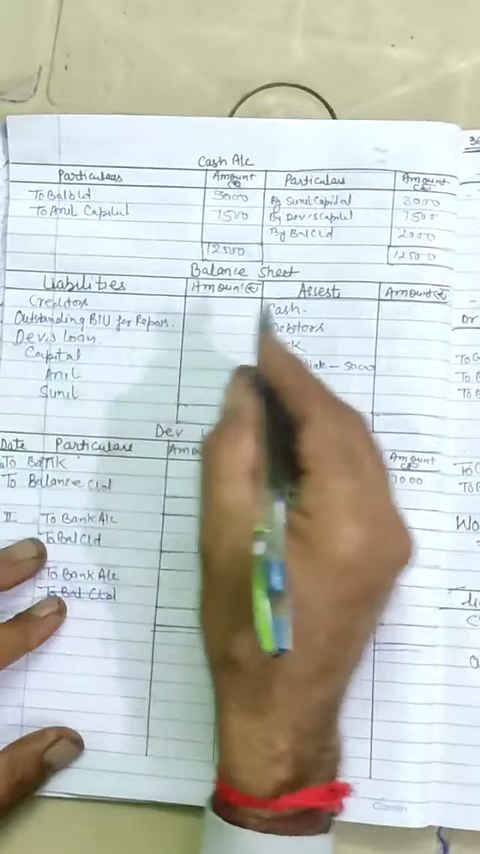 Cash A/c
Particulars Amount (₹) Particulars Amount (₹)
To Bal b/d 5000 By Sunil Capital 3000
To Anil Capital 7500 By Dev's Capital 7500
By Bal C/d 2000
12500 12500
Balance Sheet
Liabilities Amount (₹) Assests Amount (₹)
Creditors Cash.
Outstanding Bill for Repair. Debtors
Dev's loan.
Capital
Anil
Sunil
Dev
Date Particulars Amount (₹)
To Bank
To Balance C/d
II To Bank A/c
To Bal C/d
To Bank A/c
To Bal C/d
Camlin